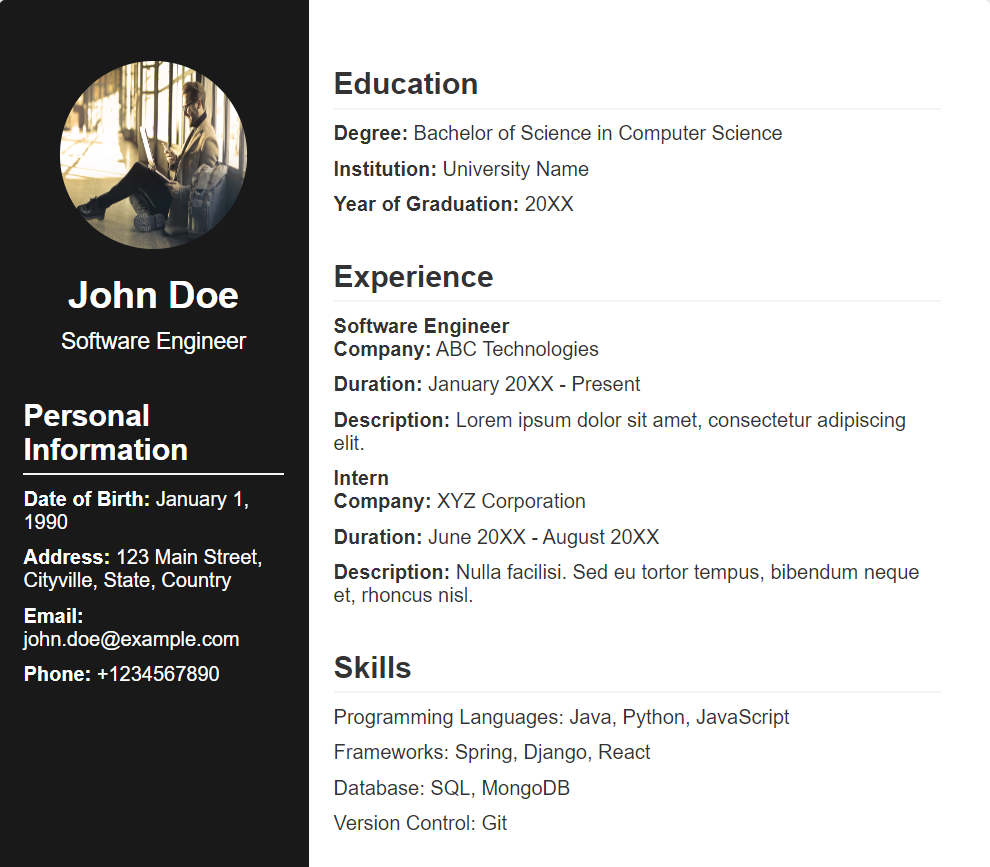 John Doe
Software Engineer
Personal
Information
Date of Birth: January 1,
1990
Address: 123 Main Street,
Cityville, State, Country
Email:
john.doe@example.com
Phone: +1234567890
Education
Degree: Bachelor of Science in Computer Science
Institution: University Name
Year of Graduation: 20XX
Experience
Software Engineer
Company: ABC Technologies
Duration: January 20XX - Present
Description: Lorem ipsum dolor sit amet, consectetur adipiscing
elit.
Intern
Company: XYZ Corporation
Duration: June 20XX - August 20XX
Description: Nulla facilisi. Sed eu tortor tempus, bibendum neque
et, rhoncus nisl.
Skills
Programming Languages: Java, Python, JavaScript
Frameworks: Spring, Django, React
Database: SQL, MongoDB
Version Control: Git